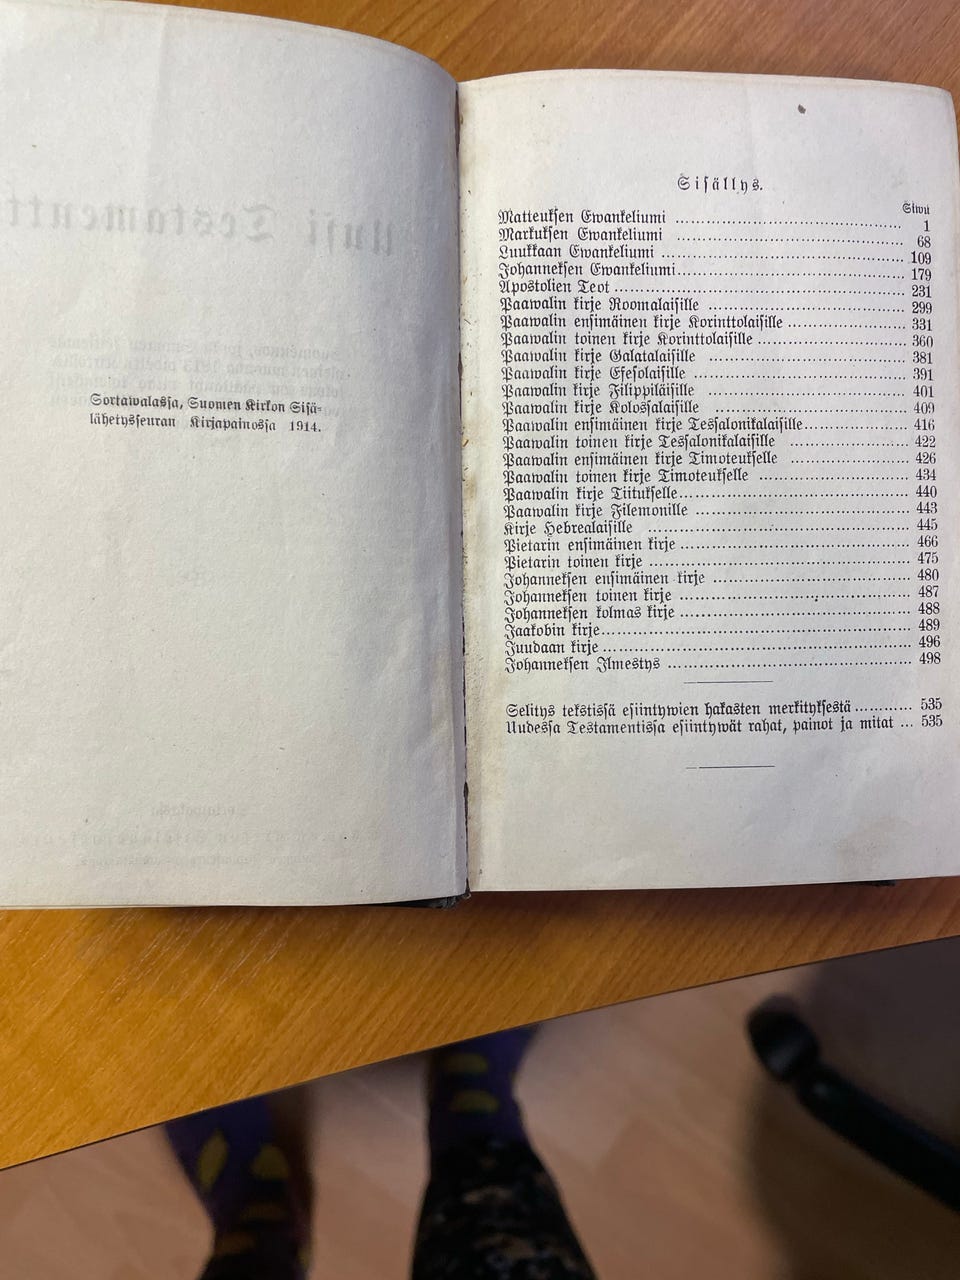 Uusi Testamentti
Sortawalassa, Suomen Kirkon Sisä-
lähetysseuran Kirjapainossa 1914.
Sisällys.
Siwu
Matteuksen Ewankeliumi 1
Markuksen Ewankeliumi 68
Luukkaan Ewankeliumi 109
Johanneksen Ewankeliumi 179
Apostolien Teot 231
Paawalin kirje Roomalaisille 299
Paawalin ensimäinen kirje Korinttolaisille 331
Paawalin toinen kirje Korinttolaisille 360
Paawalin kirje Galatalaisille 381
Paawalin kirje Efesolaisille 391
Paawalin kirje Filippiläisille 401
Paawalin kirje Kolossalaisille 409
Paawalin ensimäinen kirje Tessalonikalaisille 416
Paawalin toinen kirje Tessalonikalaisille 422
Paawalin ensimäinen kirje Timoteukselle 426
Paawalin toinen kirje Timoteukselle 434
Paawalin kirje Tiitukselle 440
Paawalin kirje Filemonille 443
Kirje Hebrealaisille 445
Pietarin ensimäinen kirje 466
Pietarin toinen kirje 475
Johanneksen ensimäinen kirje 480
Johanneksen toinen kirje 487
Johanneksen kolmas kirje 488
Jaakobin kirje 489
Juudaan kirje 496
Johanneksen Ilmestys 498
Selitys tekstissä esiintywien hakasten merkityksestä 535
Uudessa Testamentissa esiintywät rahat, painot ja mitat 535